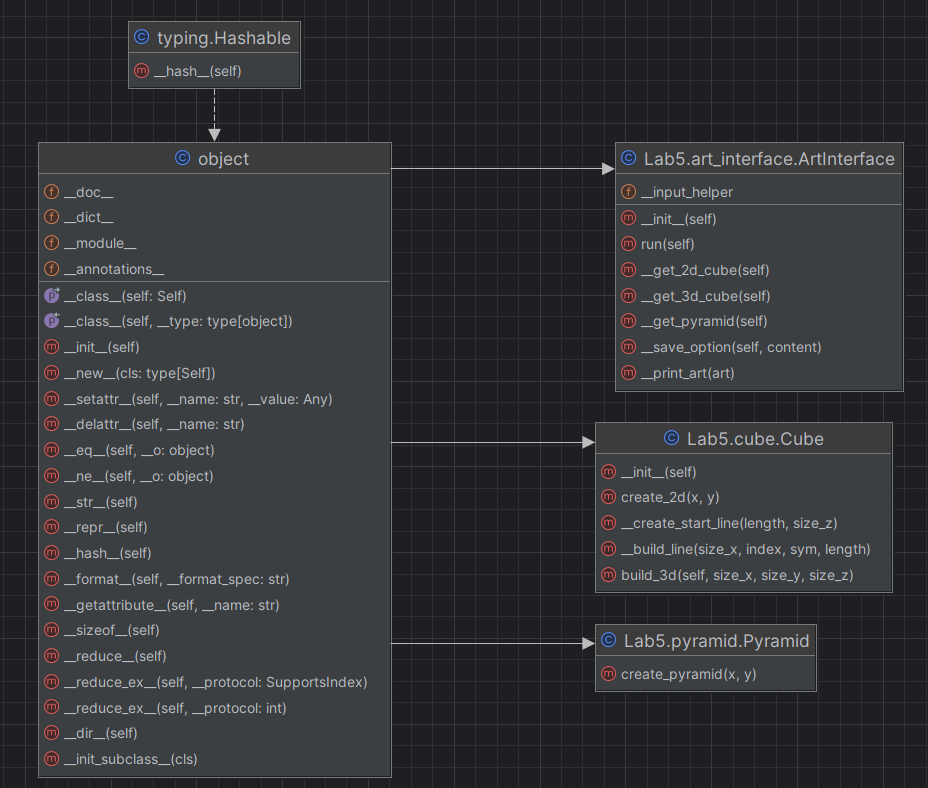 typing.Hashable
__hash__(self)
object
__doc__
__dict__
__module__
__annotations__
__class__(self: Self)
__class__(self, __type: type[object])
__init__(self)
__new__(cls: type[Self])
__setattr__(self, __name: str, __value: Any)
__delattr__(self, __name: str)
__eq__(self, __o: object)
__ne__(self, __o: object)
__str__(self)
__repr__(self)
__hash__(self)
__format__(self, __format_spec: str)
__getattribute__(self, __name: str)
__sizeof__(self)
__reduce__(self)
__reduce_ex__(self, __protocol: SupportsIndex)
__reduce_ex__(self, __protocol: int)
__dir__(self)
__init_subclass__(cls)
Lab5.art_interface.ArtInterface
__input_helper
__init__(self)
run(self)
__get_2d_cube(self)
__get_3d_cube(self)
__get_pyramid(self)
__save_option(self, content)
__print_art(art)
Lab5.cube.Cube
__init__(self)
create_2d(x, y)
__create_start_line(length, size_z)
__build_line(size_x, index, sym, length)
build_3d(self, size_x, size_y, size_z)
Lab5.pyramid.Pyramid
create_pyramid(x, y)